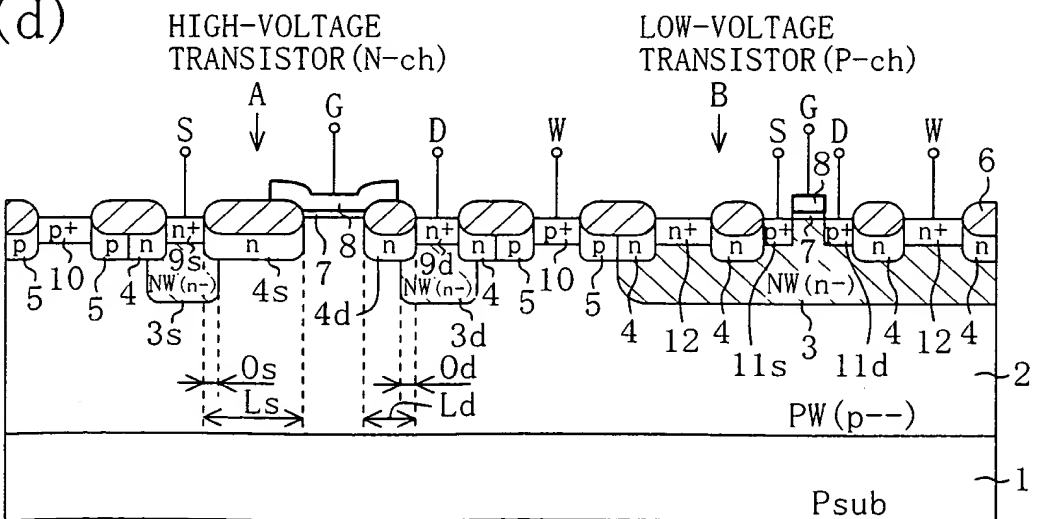 (d)
HIGH-VOLTAGE
TRANSISTOR(N-ch)
LOW-VOLTAGE
TRANSISTOR(P-ch)
A
B
S G D W S G D W
8 6
p p+ p n n+ n n n+ n p p+ p n n+ n p+ p+ n n+ n
5 10 5 4 9s 4s 7 8 4d 9d 4 5 10 5 4 12 4 7 4 12 4
NW(n-) NW(n-) NW(n-)
3s 3d 11s 3 11d
Os Od
Ls Ld
2
PW(p--)
1
Psub